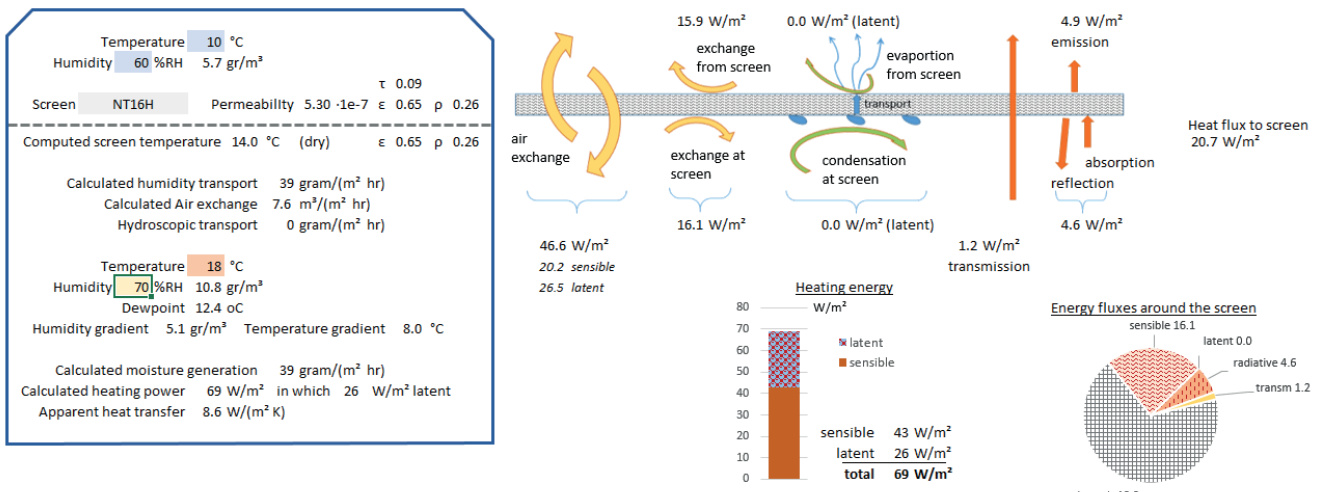 Temperature 10 °C
Humidity 60 %RH 5.7 gr/m³
τ 0.09
Screen NT16H Permeability 5.30 ·1e-7 ε 0.65 ρ 0.26
Computed screen temperature 14.0 °C (dry) ε 0.65 ρ 0.26
Calculated humidity transport 39 gram/(m² hr)
Calculated Air exchange 7.6 m³/(m² hr)
Hydroscopic transport 0 gram/(m² hr)
Temperature 18 °C
Humidity 70 %RH 10.8 gr/m³
Dewpoint 12.4 oC
Humidity gradient 5.1 gr/m³ Temperature gradient 8.0 °C
Calculated moisture generation 39 gram/(m² hr)
Calculated heating power 69 W/m² in which 26 W/m² latent
Apparent heat transfer 8.6 W/(m² K)
15.9 W/m²
exchange
from screen
0.0 W/m² (latent)
evaportion
from screen
4.9 W/m²
emission
transport
air
exchange
exchange at
screen
condensation
at screen
absorption
reflection
Heat flux to screen
20.7 W/m²
46.6 W/m²
20.2 sensible
26.5 latent
16.1 W/m²
0.0 W/m² (latent)
1.2 W/m²
transmission
4.6 W/m²
Heating energy
W/m²
80
70
60
50
40
30
20
10
0
latent
sensible
sensible 43 W/m²
latent 26 W/m²
total 69 W/m²
Energy fluxes around the screen
sensible 16.1
latent 0.0
radiative 4.6
transm 1.2